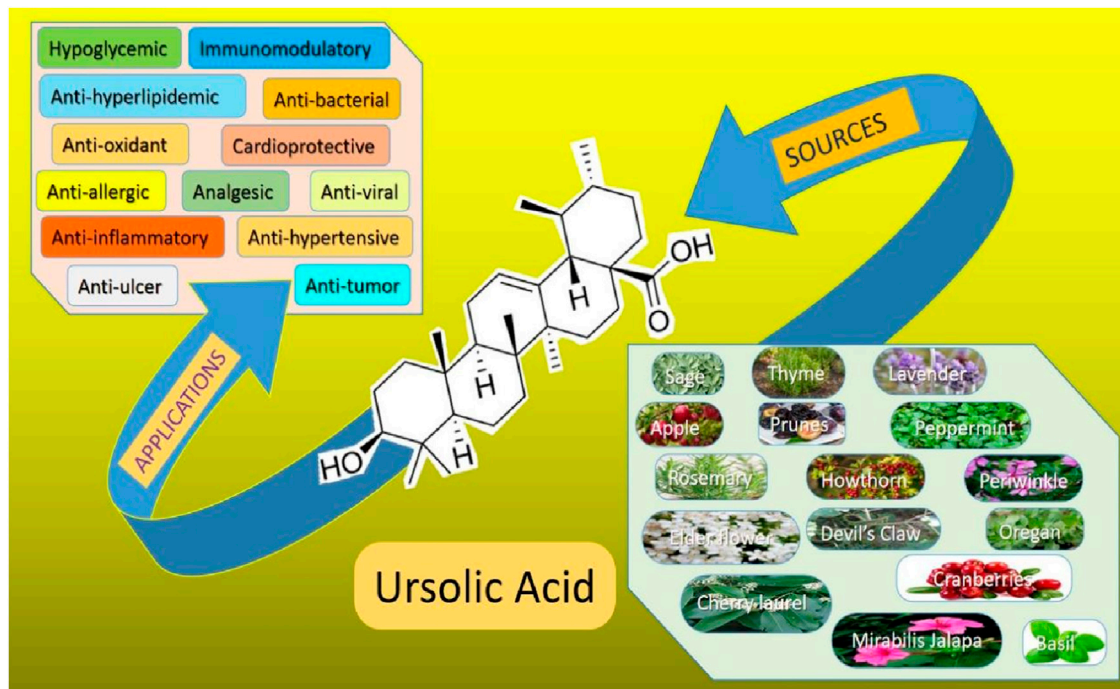 Hypoglycemic Immunomodulatory
Anti-hyperlipidemic Anti-bacterial
Anti-oxidant Cardioprotective
Anti-allergic Analgesic Anti-viral
Anti-inflammatory Anti-hypertensive
Anti-ulcer Anti-tumor
APPLICATIONS
SOURCES
H
OH
O
H
H
HO
Ursolic Acid
Sage Thyme Lavender
Apple Prunes Peppermint
Rosemary Howthorn Periwinkle
Elder flower Devil's Claw Oregan
Cranberries
Cherry laurel
Mirabilis Jalapa Basil